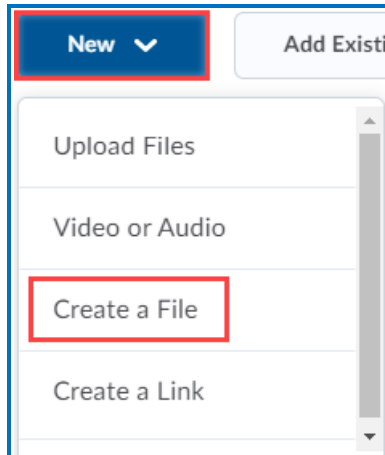 New Add Existi
Upload Files
Video or Audio
Create a File
Create a Link